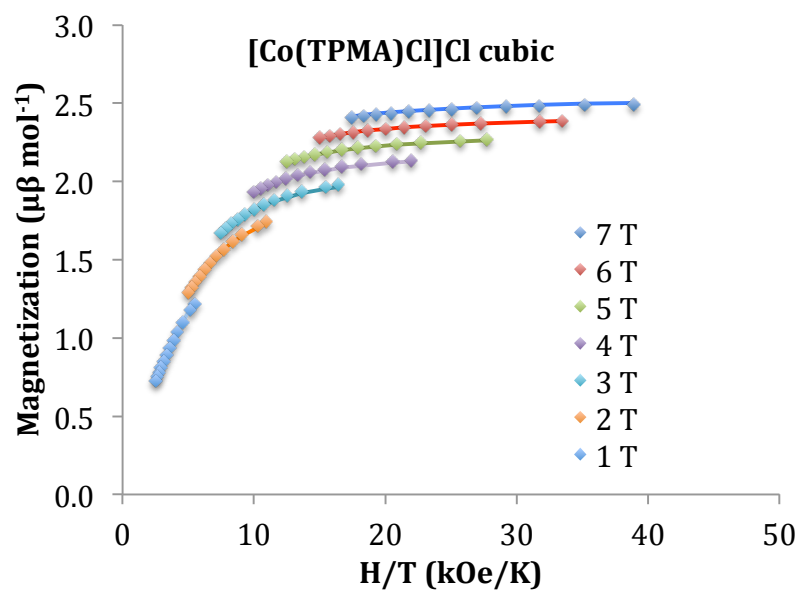 [Co(TPMA)Cl]Cl cubic
Magnetization (μβ mol⁻¹)
3.0
2.5
2.0
1.5
1.0
0.5
0.0
7 T
6 T
5 T
4 T
3 T
2 T
1 T
0 10 20 30 40 50
H/T (kOe/K)